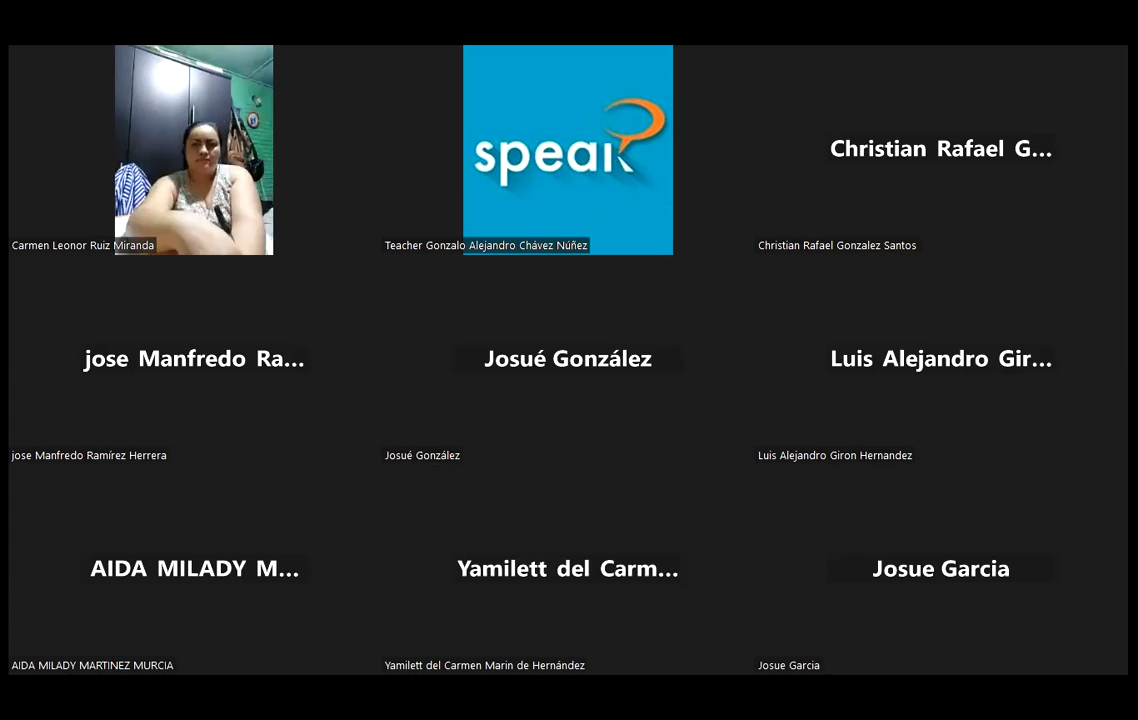 speak
Christian Rafael G...
Carmen Leonor Ruiz Miranda
Teacher Gonzalo Alejandro Chávez Núñez
Christian Rafael Gonzalez Santos
jose Manfredo Ra...
Josué González
Luis Alejandro Gir...
jose Manfredo Ramírez Herrera
Josué González
Luis Alejandro Giron Hernandez
AIDA MILADY M...
Yamilett del Carm...
Josue Garcia
AIDA MILADY MARTINEZ MURCIA
Yamilett del Carmen Marin de Hernández
Josue Garcia